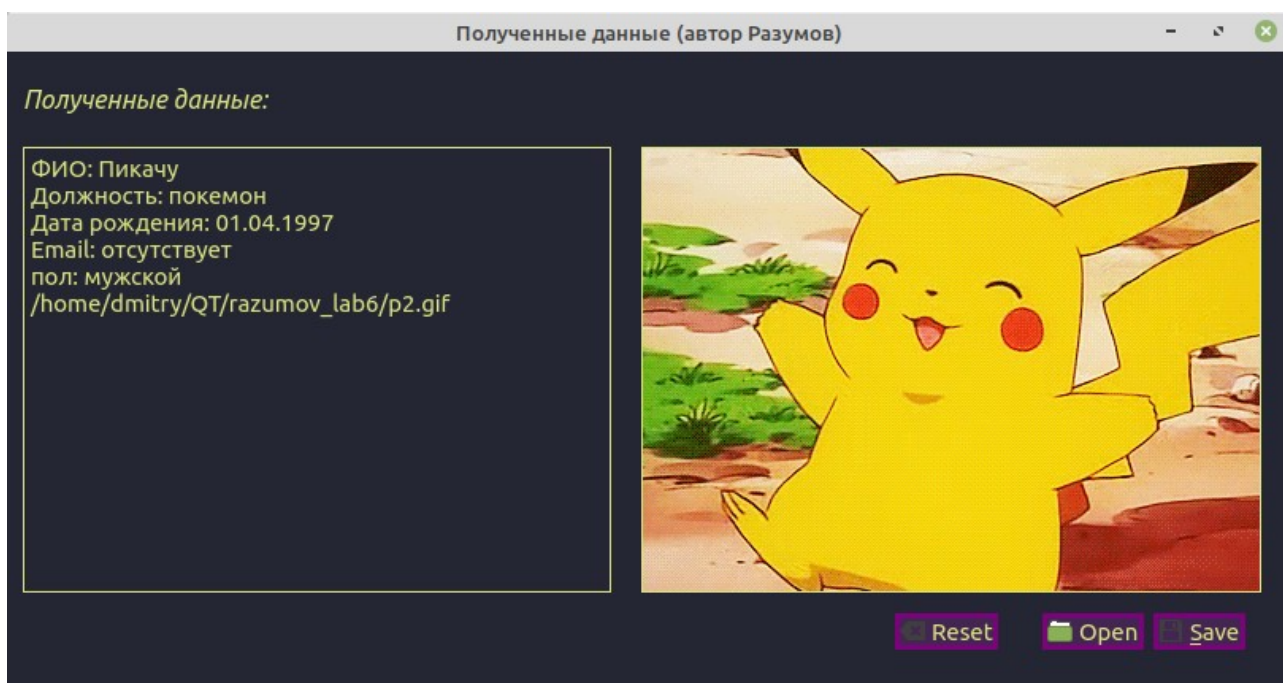 Полученные данные (автор Разумов)
Полученные данные:
ФИО: Пикачу
Должность: покемон
Дата рождения: 01.04.1997
Email: отсутствует
пол: мужской
/home/dmitry/QT/razumov_lab6/p2.gif
Reset
Open
Save